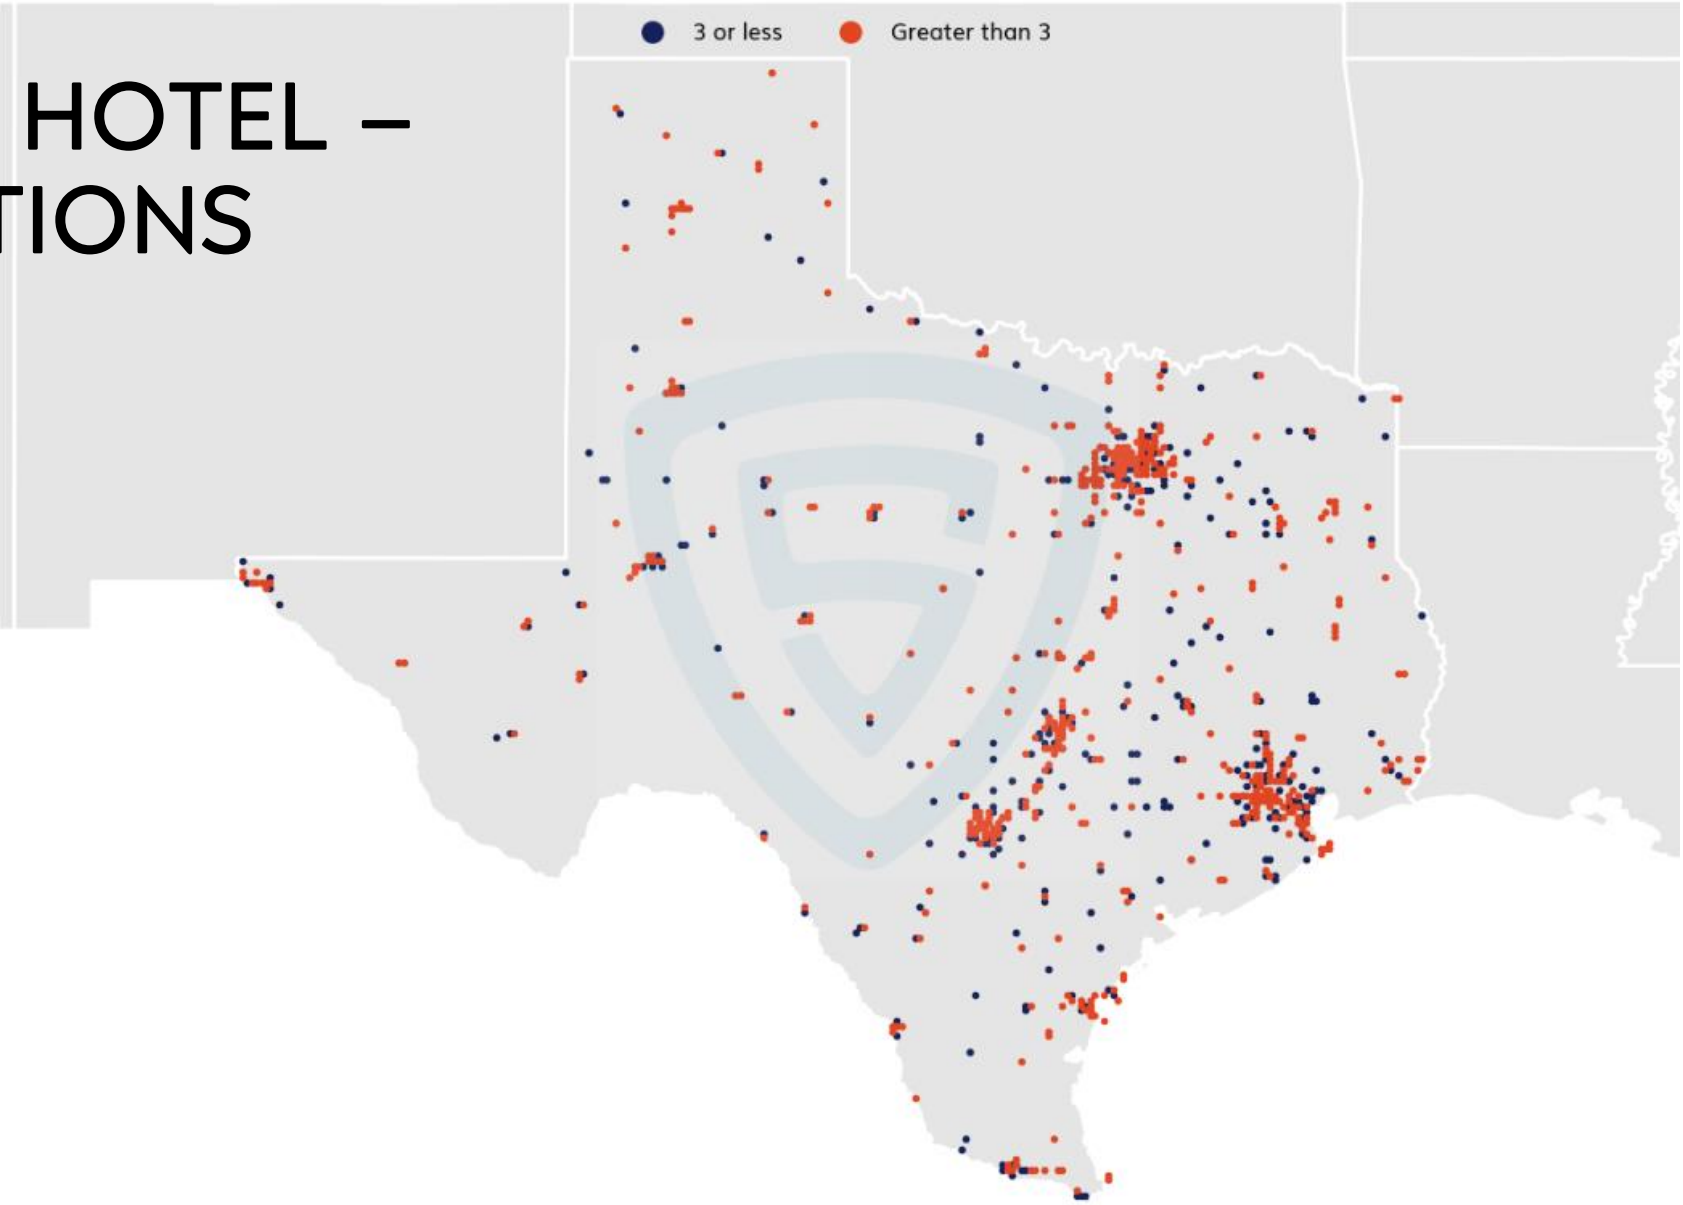 3 or less Greater than 3
HOTEL –
TIONS